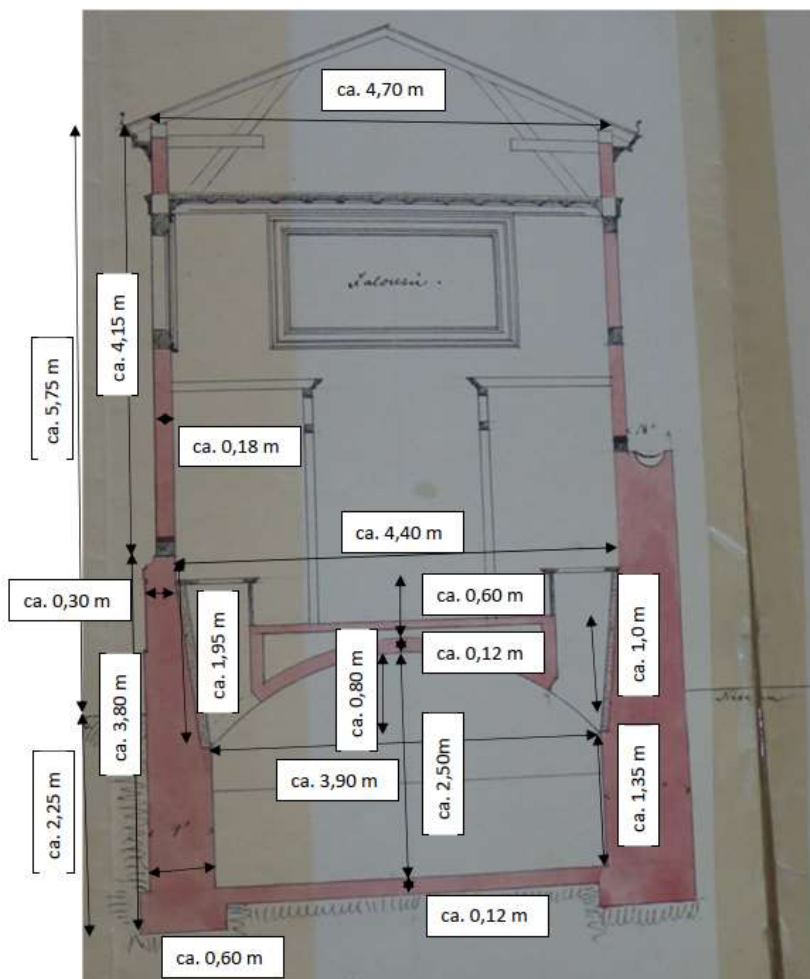 ca. 4,70 m
Jalousie.
ca. 4,15 m
ca. 5,75 m
ca. 0,18 m
ca. 4,40 m
ca. 0,30 m
ca. 0,60 m
ca. 1,95 m
ca. 0,12 m
ca. 1,0 m
ca. 0,80 m
ca. 3,80 m
ca. 3,90 m
ca. 2,50m
ca. 1,35 m
ca. 2,25 m
ca. 0,12 m
ca. 0,60 m